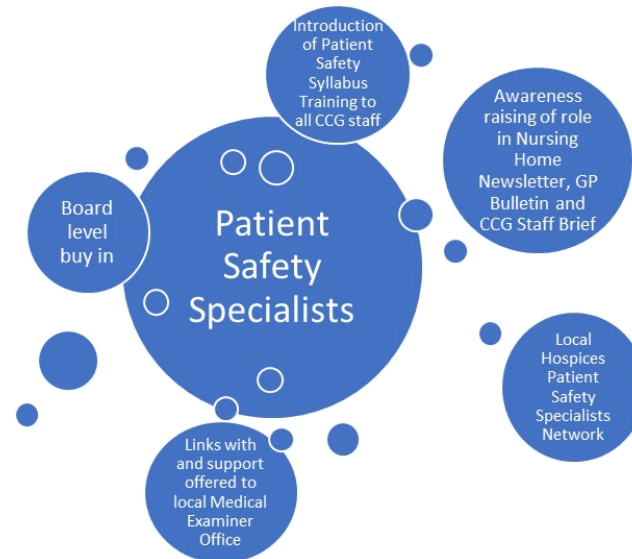 Introduction
of Patient
Safety
Syllabus
Training to
all CCG staff
Awareness
raising of role
in Nursing
Home
Newsletter, GP
Bulletin and
CCG Staff Brief
Board
level
buy in
Patient
Safety
Specialists
Local
Hospices
Patient
Safety
Specialists
Network
Links with
and support
offered to
local Medical
Examiner
Office